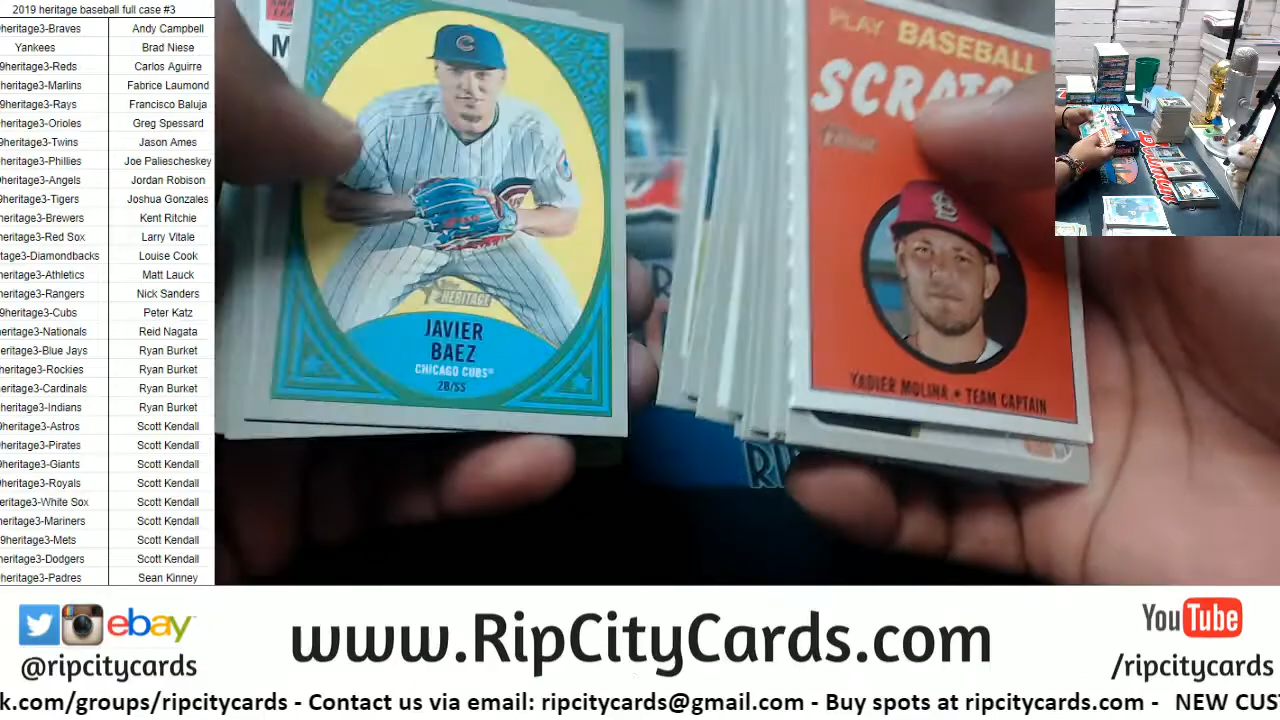 2019 heritage baseball full case #3
9heritage3-Braves Andy Campbell
Yankees Brad Niese
9heritage3-Reds Carlos Aguirre
heritage3-Marlins Fabrice Laumond
9heritage3-Rays Francisco Baluja
heritage3-Orioles Greg Spessard
9heritage3-Twins Jason Ames
heritage3-Phillies Joe Paliescheskey
9heritage3-Angels Jordan Robison
9heritage3-Tigers Joshua Gonzales
heritage3-Brewers Kent Ritchie
eritage3-Red Sox Larry Vitale
tage3-Diamondbacks Louise Cook
heritage3-Athletics Matt Lauck
heritage3-Rangers Nick Sanders
9heritage3-Cubs Peter Katz
heritage3-Nationals Reid Nagata
eritage3-Blue Jays Ryan Burket
heritage3-Rockies Ryan Burket
heritage3-Cardinals Ryan Burket
heritage3-Indians Ryan Burket
9heritage3-Astros Scott Kendall
heritage3-Pirates Scott Kendall
9heritage3-Giants Scott Kendall
heritage3-Royals Scott Kendall
eritage3-White Sox Scott Kendall
heritage3-Mariners Scott Kendall
9heritage3-Mets Scott Kendall
heritage3-Dodgers Scott Kendall
heritage3-Padres Sean Kinney
HERITAGE
JAVIER
BAEZ
CHICAGO CUBS
2B/SS
PLAY BASEBALL
YADIER MOLINA • TEAM CAPTAIN
BOWMAN
ebay
@ripcitycards
www.RipCityCards.com
YouTube
/ripcitycards
k.com/groups/ripcitycards - Contact us via email: ripcitycards@gmail.com - Buy spots at ripcitycards.com - NEW CUS